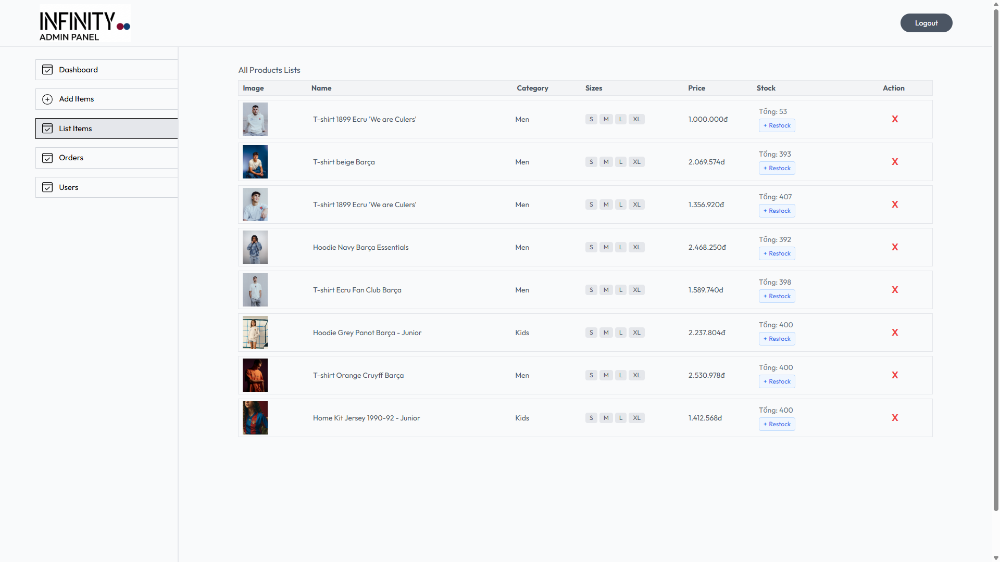 INFINITY
ADMIN PANEL
Logout
Dashboard
Add Items
List Items
Orders
Users
All Products Lists
Image Name Category Sizes Price Stock Action
T-shirt 1899 Ecru 'We are Culers' Men S M L XL 1.000.000đ Tổng: 53 X
+ Restock
T-shirt beige Barça Men S M L XL 2.069.574đ Tổng: 393 X
+ Restock
T-shirt 1899 Ecru 'We are Culers' Men S M L XL 1.356.920đ Tổng: 407 X
+ Restock
Hoodie Navy Barça Essentials Men S M L XL 2.468.250đ Tổng: 392 X
+ Restock
T-shirt Ecru Fan Club Barça Men S M L XL 1.589.740đ Tổng: 398 X
+ Restock
Hoodie Grey Panot Barça - Junior Kids S M L XL 2.237.804đ Tổng: 400 X
+ Restock
T-shirt Orange Cruyff Barça Men S M L XL 2.530.978đ Tổng: 400 X
+ Restock
Home Kit Jersey 1990-92 - Junior Kids S M L XL 1.412.568đ Tổng: 400 X
+ Restock